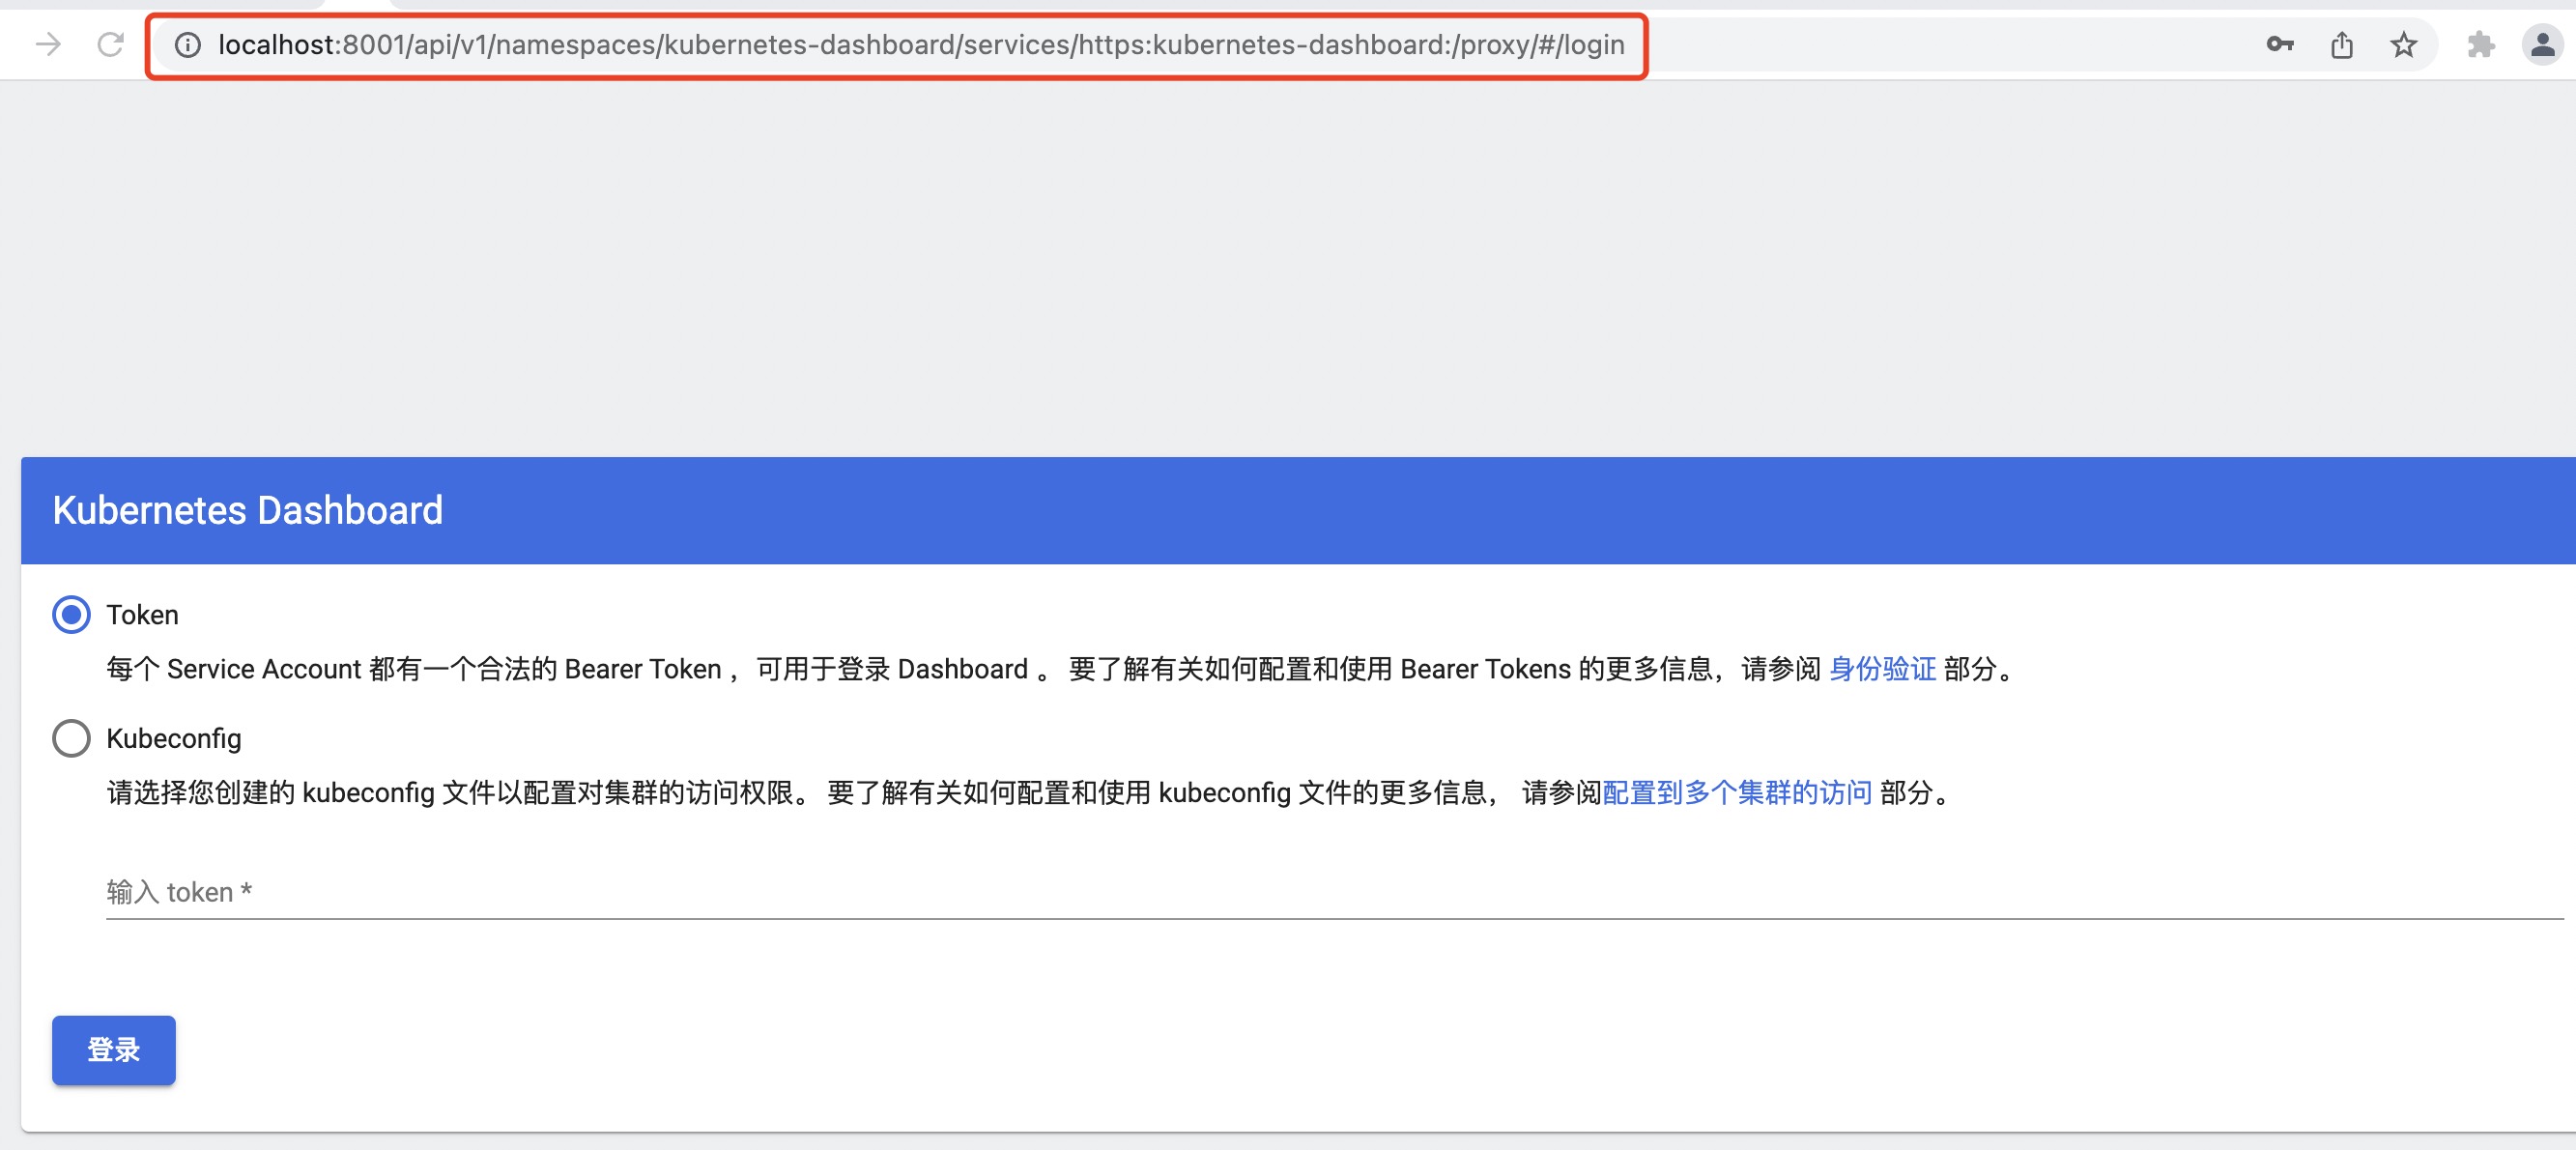 localhost:8001/api/v1/namespaces/kubernetes-dashboard/services/https:kubernetes-dashboard:/proxy/#/login
Kubernetes Dashboard
Token
每个 Service Account 都有一个合法的 Bearer Token ，可用于登录 Dashboard 。 要了解有关如何配置和使用 Bearer Tokens 的更多信息，请参阅 身份验证 部分。
Kubeconfig
请选择您创建的 kubeconfig 文件以配置对集群的访问权限。 要了解有关如何配置和使用 kubeconfig 文件的更多信息， 请参阅配置到多个集群的访问 部分。
输入 token *
登录